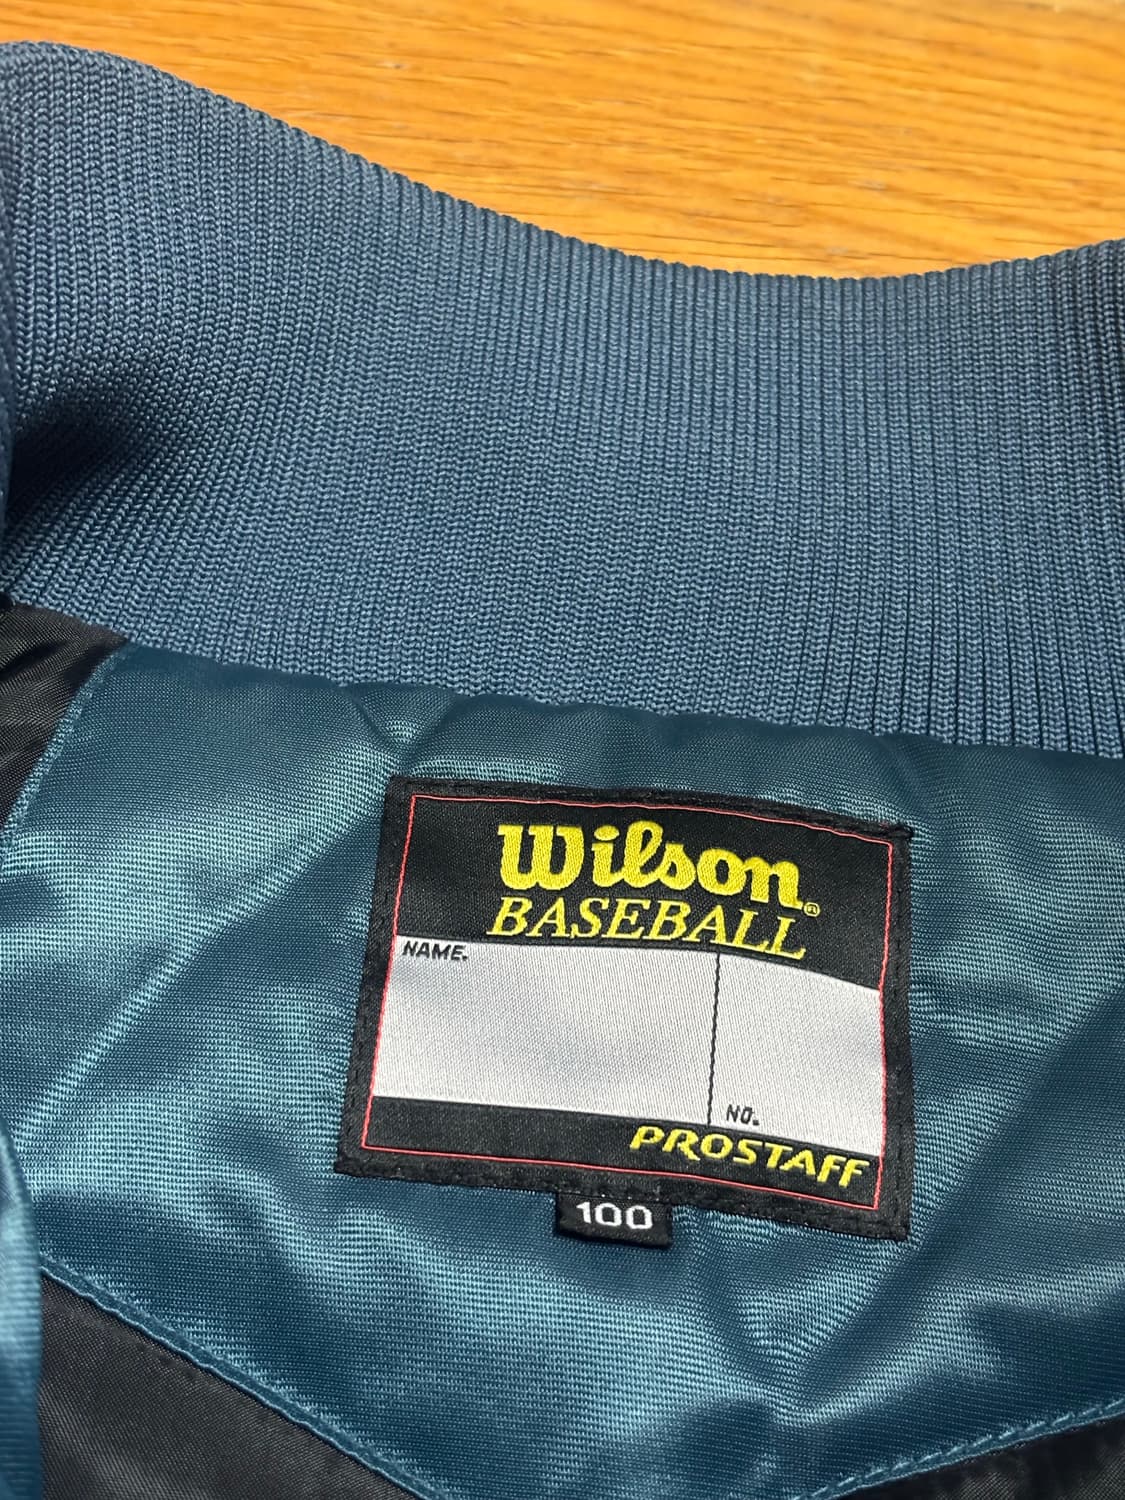 Wilson®
BASEBALL
NAME.
NO.
PROSTAFF
100